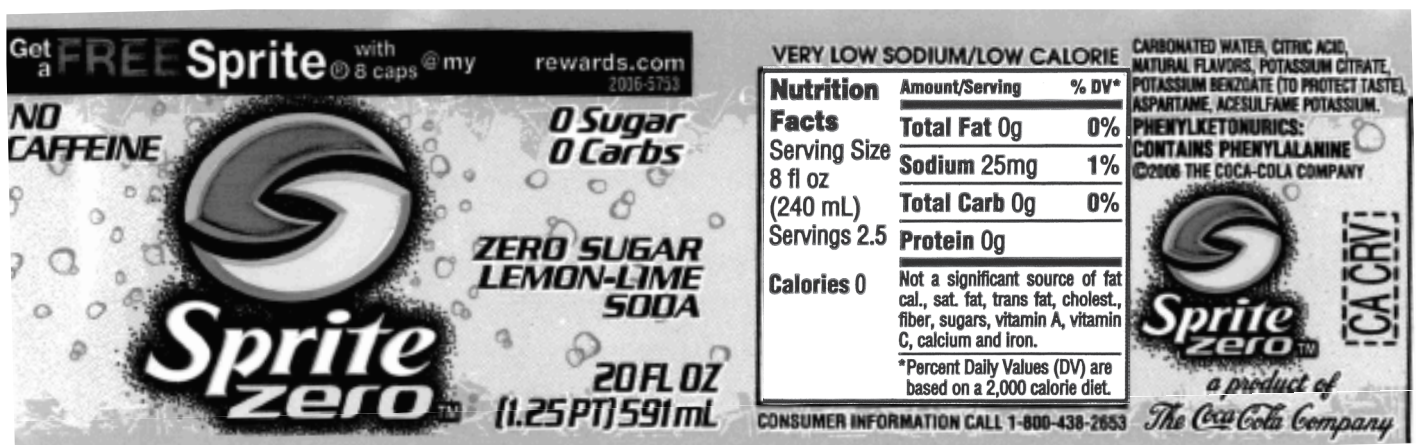 Get a FREE Sprite® with 8 caps @ my rewards.com
2006-5753
NO CAFFEINE
0 Sugar
0 Carbs
ZERO SUGAR
LEMON-LIME
SODA
Sprite
zero™
20 FL OZ
(1.25 PT) 591 mL
VERY LOW SODIUM/LOW CALORIE
Nutrition
Facts
Serving Size
8 fl oz
(240 mL)
Servings 2.5
Calories 0
Amount/Serving % DV*
Total Fat 0g 0%
Sodium 25mg 1%
Total Carb 0g 0%
Protein 0g
Not a significant source of fat
cal., sat. fat, trans fat, cholest.,
fiber, sugars, vitamin A, vitamin
C, calcium and iron.
*Percent Daily Values (DV) are
based on a 2,000 calorie diet.
CONSUMER INFORMATION CALL 1-800-438-2653
CARBONATED WATER, CITRIC ACID,
NATURAL FLAVORS, POTASSIUM CITRATE,
POTASSIUM BENZOATE (TO PROTECT TASTE),
ASPARTAME, ACESULFAME POTASSIUM.
PHENYLKETONURICS:
CONTAINS PHENYLALANINE
©2006 THE COCA-COLA COMPANY
Sprite
zero™
CA CRV
a product of
The Coca-Cola Company